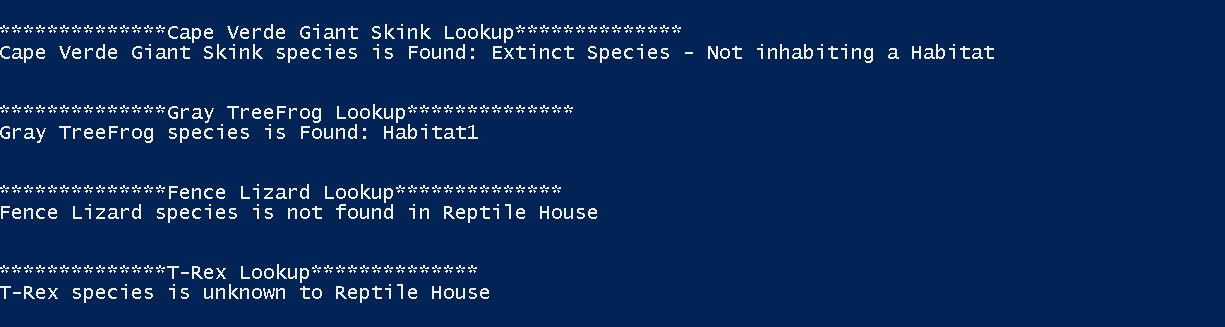 **************Cape Verde Giant Skink Lookup**************
Cape Verde Giant Skink species is Found: Extinct Species - Not inhabiting a Habitat
**************Gray TreeFrog Lookup**************
Gray TreeFrog species is Found: Habitat1
**************Fence Lizard Lookup**************
Fence Lizard species is not found in Reptile House
**************T-Rex Lookup**************
T-Rex species is unknown to Reptile House